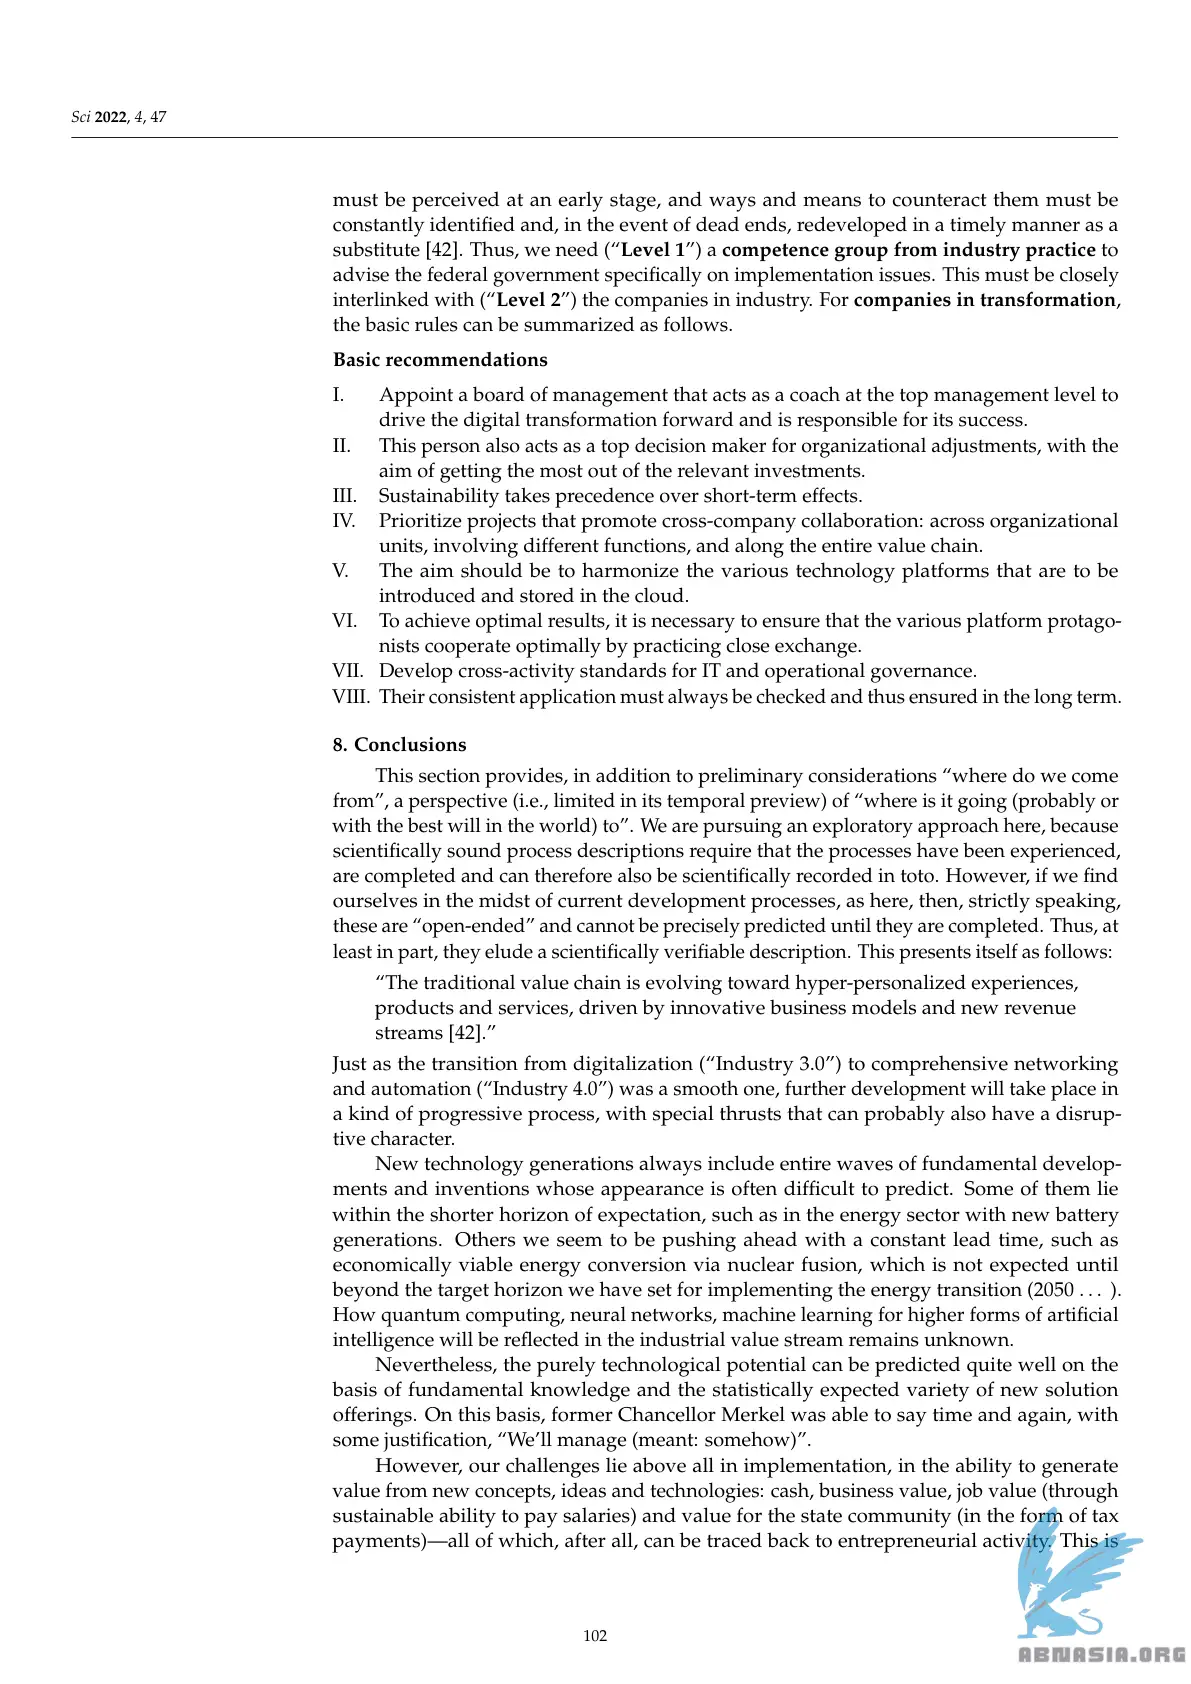 Sci 2022, 4, 47
must be perceived at an early stage, and ways and means to counteract them must be
constantly identified and, in the event of dead ends, redeveloped in a timely manner as a
substitute [42]. Thus, we need (“Level 1”) a competence group from industry practice to
advise the federal government specifically on implementation issues. This must be closely
interlinked with (“Level 2”) the companies in industry. For companies in transformation,
the basic rules can be summarized as follows.
Basic recommendations
I. Appoint a board of management that acts as a coach at the top management level to
drive the digital transformation forward and is responsible for its success.
II. This person also acts as a top decision maker for organizational adjustments, with the
aim of getting the most out of the relevant investments.
III. Sustainability takes precedence over short-term effects.
IV. Prioritize projects that promote cross-company collaboration: across organizational
units, involving different functions, and along the entire value chain.
V. The aim should be to harmonize the various technology platforms that are to be
introduced and stored in the cloud.
VI. To achieve optimal results, it is necessary to ensure that the various platform protago-
nists cooperate optimally by practicing close exchange.
VII. Develop cross-activity standards for IT and operational governance.
VIII. Their consistent application must always be checked and thus ensured in the long term.
8. Conclusions
This section provides, in addition to preliminary considerations “where do we come
from”, a perspective (i.e., limited in its temporal preview) of “where is it going (probably or
with the best will in the world) to”. We are pursuing an exploratory approach here, because
scientifically sound process descriptions require that the processes have been experienced,
are completed and can therefore also be scientifically recorded in toto. However, if we find
ourselves in the midst of current development processes, as here, then, strictly speaking,
these are “open-ended” and cannot be precisely predicted until they are completed. Thus, at
least in part, they elude a scientifically verifiable description. This presents itself as follows:
“The traditional value chain is evolving toward hyper-personalized experiences,
products and services, driven by innovative business models and new revenue
streams [42].”
Just as the transition from digitalization (“Industry 3.0”) to comprehensive networking
and automation (“Industry 4.0”) was a smooth one, further development will take place in
a kind of progressive process, with special thrusts that can probably also have a disrup-
tive character.
New technology generations always include entire waves of fundamental develop-
ments and inventions whose appearance is often difficult to predict. Some of them lie
within the shorter horizon of expectation, such as in the energy sector with new battery
generations. Others we seem to be pushing ahead with a constant lead time, such as
economically viable energy conversion via nuclear fusion, which is not expected until
beyond the target horizon we have set for implementing the energy transition (2050 . . . ).
How quantum computing, neural networks, machine learning for higher forms of artificial
intelligence will be reflected in the industrial value stream remains unknown.
Nevertheless, the purely technological potential can be predicted quite well on the
basis of fundamental knowledge and the statistically expected variety of new solution
offerings. On this basis, former Chancellor Merkel was able to say time and again, with
some justification, “We’ll manage (meant: somehow)”.
However, our challenges lie above all in implementation, in the ability to generate
value from new concepts, ideas and technologies: cash, business value, job value (through
sustainable ability to pay salaries) and value for the state community (in the form of tax
payments)—all of which, after all, can be traced back to entrepreneurial activity. This is
102
ABNASIA.ORG